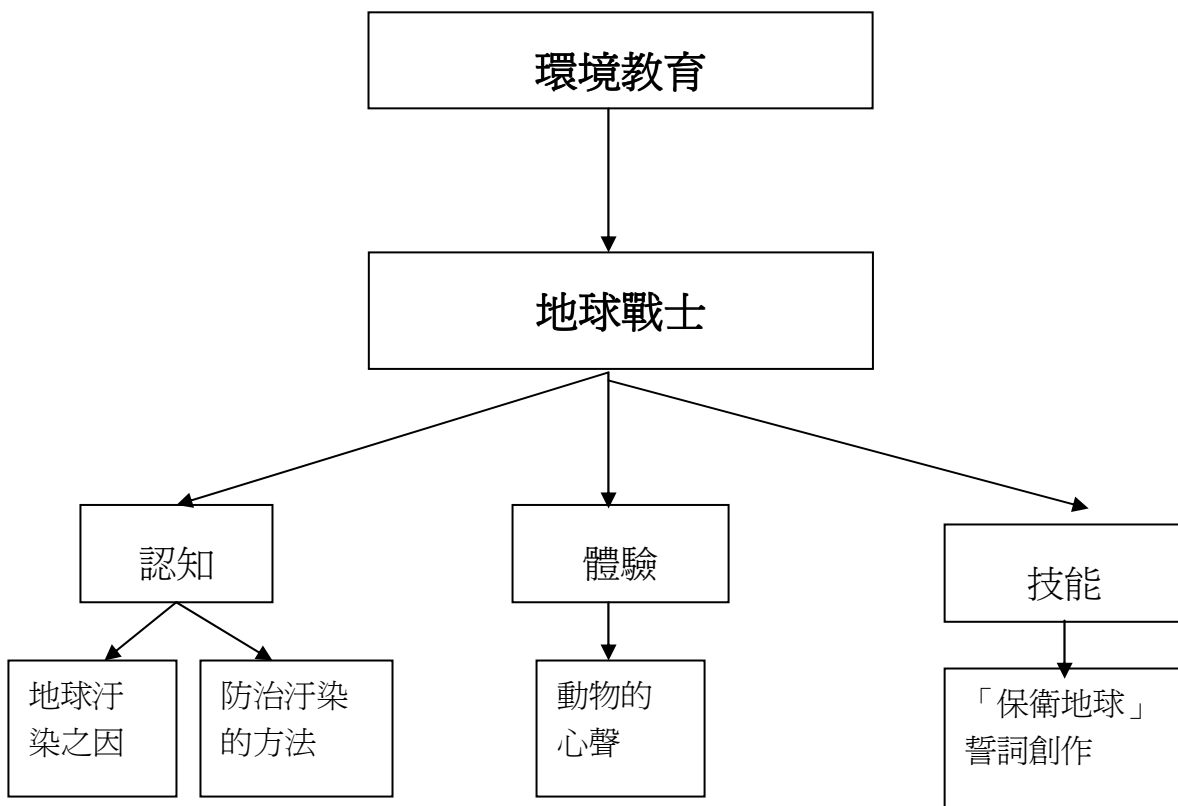 環境教育
地球戰士
認知
體驗
技能
地球汙
染之因
防治汙染
的方法
動物的
心聲
「保衛地球」
誓詞創作